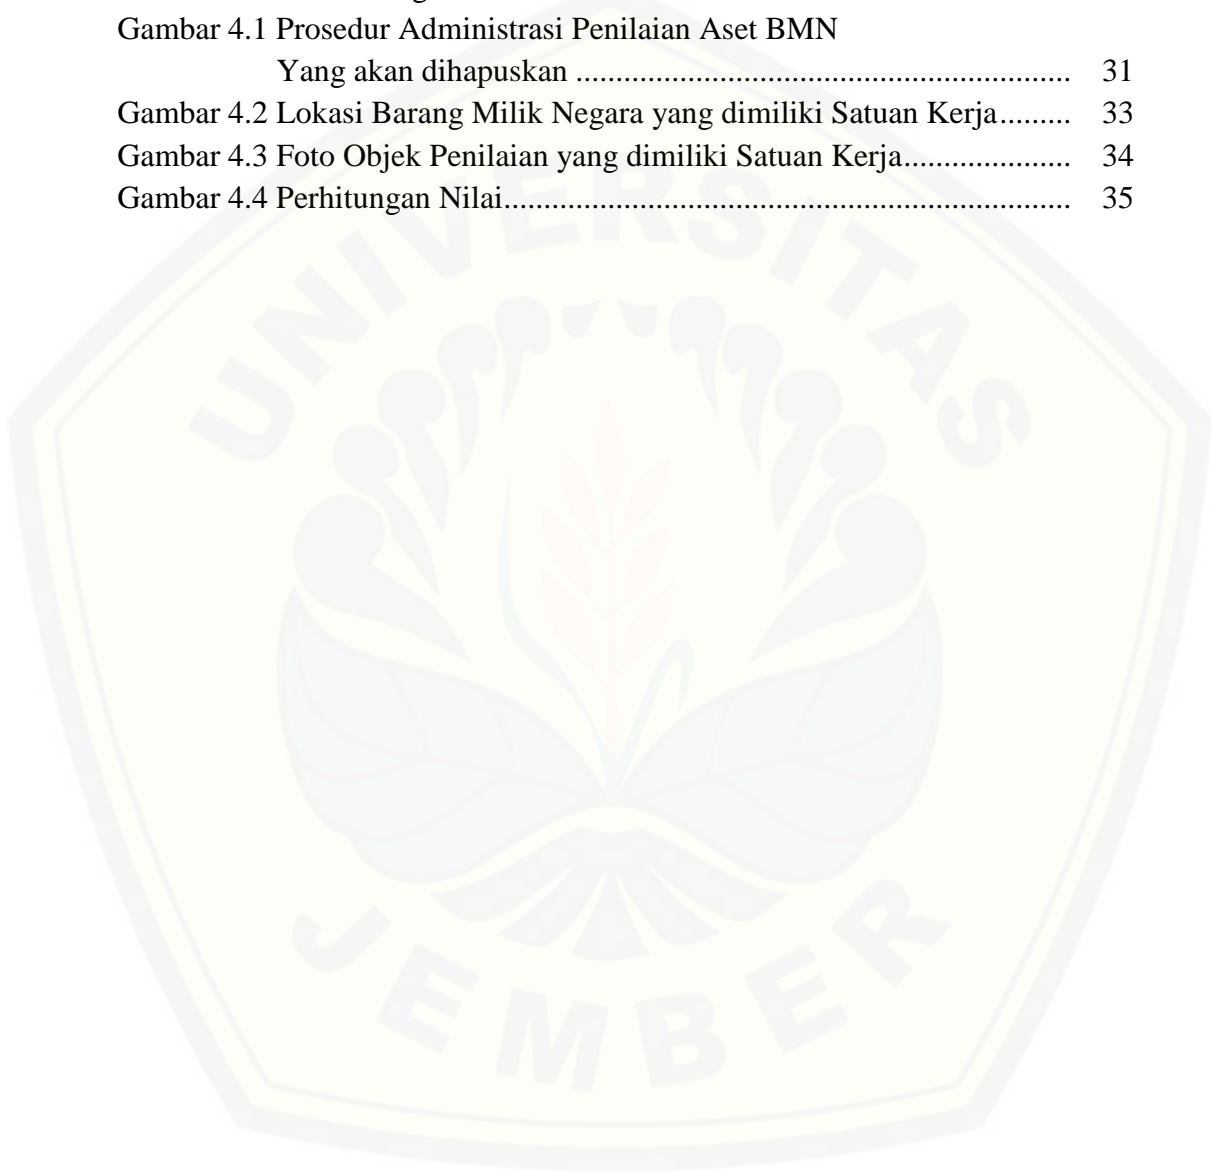 Gambar 4.1 Prosedur Administrasi Penilaian Aset BMN
Yang akan dihapuskan .................................................... 31
Gambar 4.2 Lokasi Barang Milik Negara yang dimiliki Satuan Kerja......... 33
Gambar 4.3 Foto Objek Penilaian yang dimiliki Satuan Kerja.................. 34
Gambar 4.4 Perhitungan Nilai............................................................ 35
UNIVERSITAS
JEMBER